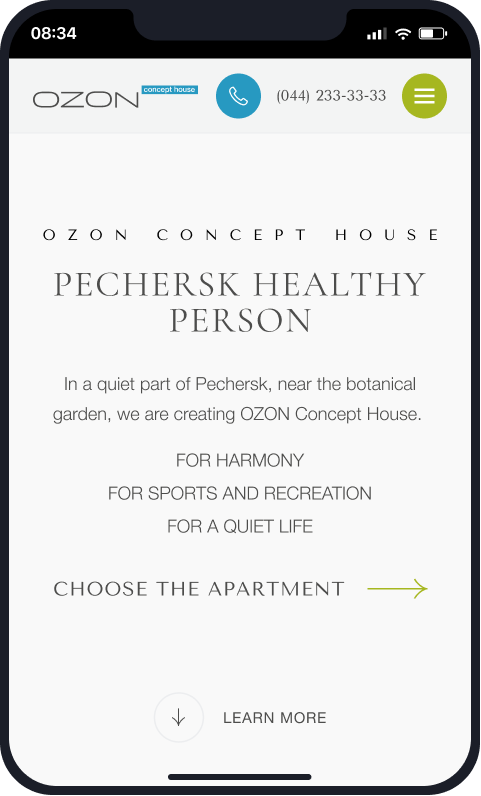 08:34
OZON concept house
(044) 233-33-33
OZON CONCEPT HOUSE
PECHERSK HEALTHY
PERSON
In a quiet part of Pechersk, near the botanical
garden, we are creating OZON Concept House.
FOR HARMONY
FOR SPORTS AND RECREATION
FOR A QUIET LIFE
CHOOSE THE APARTMENT
LEARN MORE